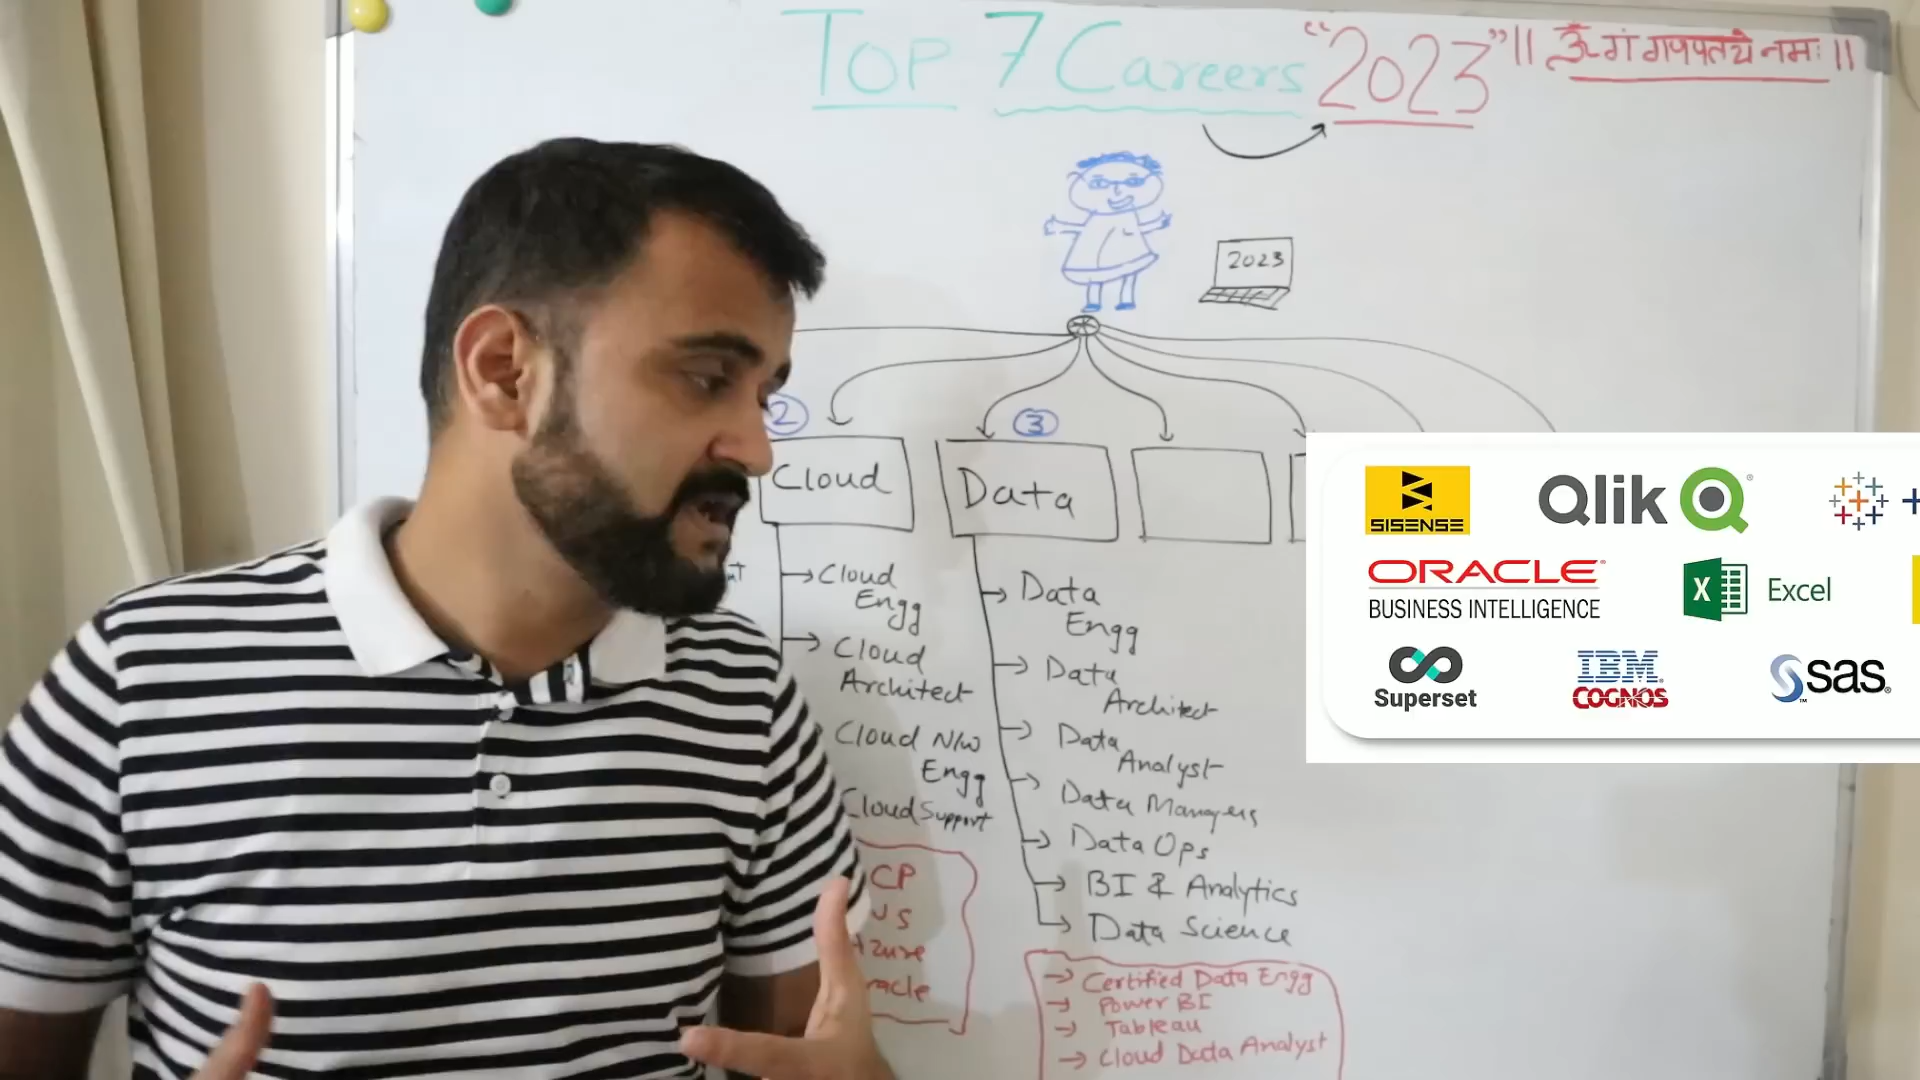 TOP 7 Careers "2023" || ॐ गं गणपतये नमः ||
2023
2
3
Cloud
Data
Cloud
Engg
Cloud
Architect
Cloud N/w
Engg
Cloud Support
CP
Azure
Data
Engg
Data
Architect
Data
Analyst
Data Managers
Data Ops
BI & Analytics
Data Science
Certified Data Engg
Power BI
Tableau
Cloud Data Analyst
SISENSE
Qlik
ORACLE
BUSINESS INTELLIGENCE
X Excel
Superset
IBM
COGNOS
sas